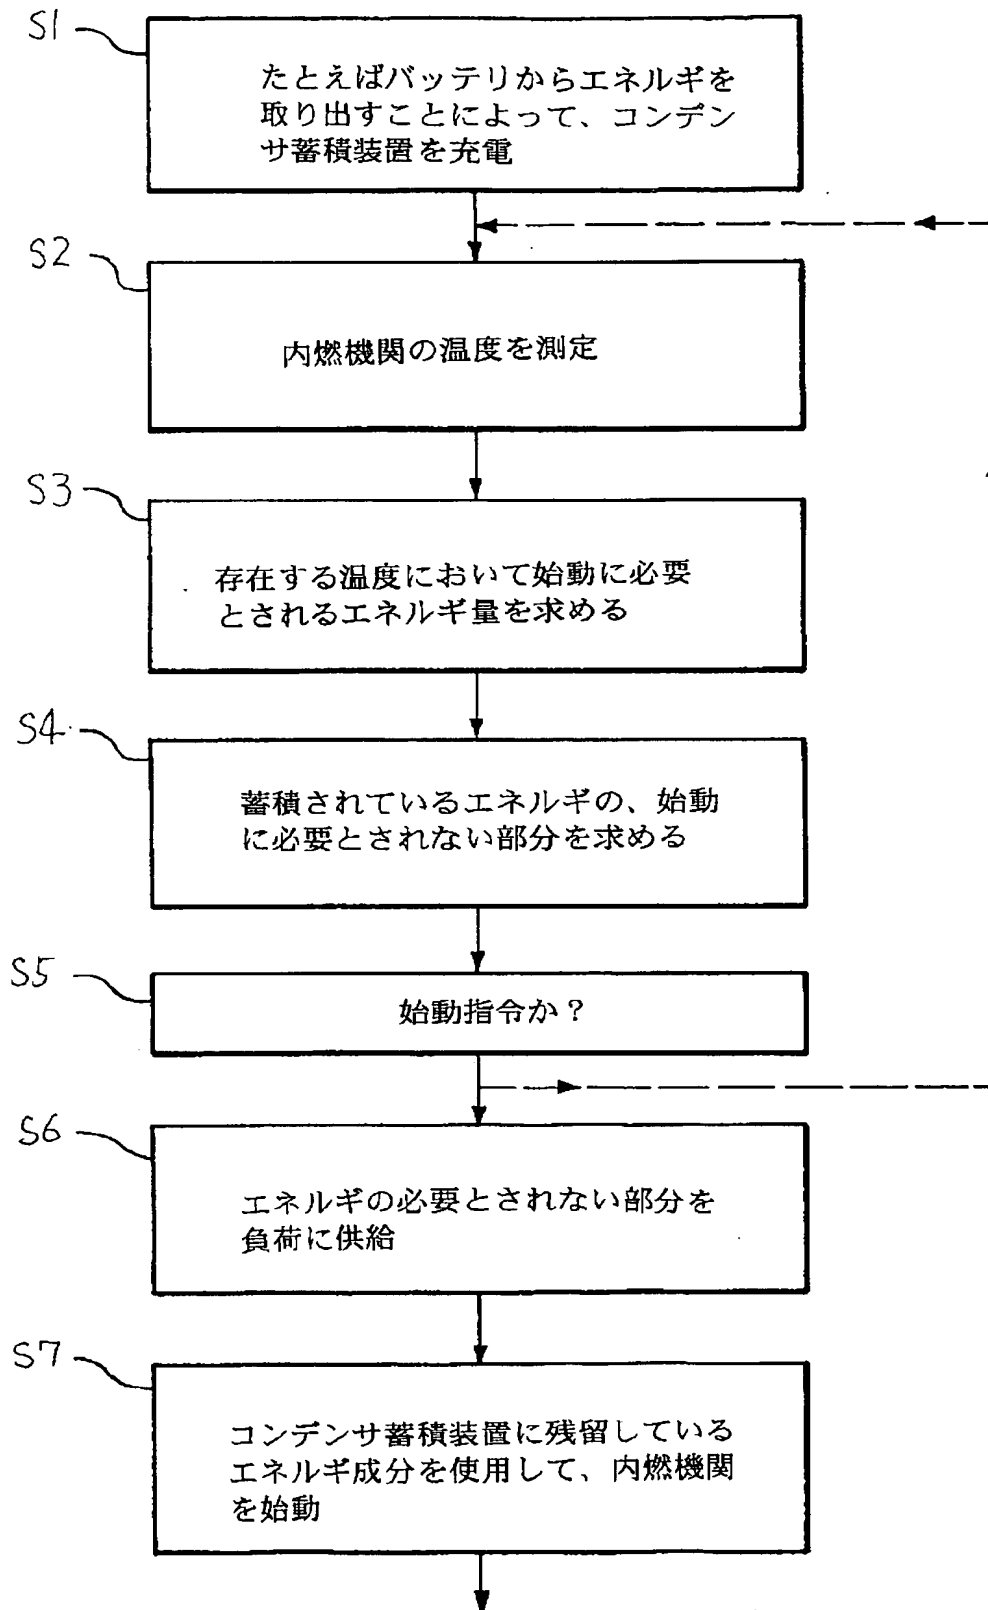 S1
たとえばバッテリからエネルギを
取り出すことによって、コンデン
サ蓄積装置を充電
S2
内燃機関の温度を測定
S3
存在する温度において始動に必要
とされるエネルギ量を求める
S4
蓄積されているエネルギの、始動
に必要とされない部分を求める
S5
始動指令か？
S6
エネルギの必要とされない部分を
負荷に供給
S7
コンデンサ蓄積装置に残留している
エネルギ成分を使用して、内燃機関
を始動